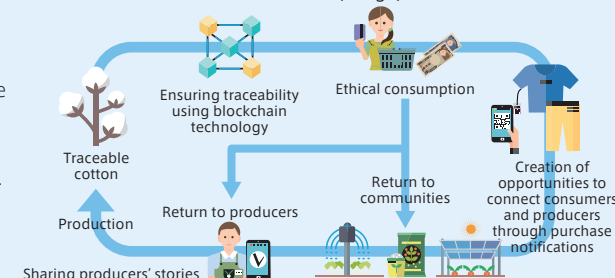 Ensuring traceability
using blockchain
technology
Ethical consumption
Traceable
cotton
Return to
communities
Creation of
opportunities to
connect consumers
and producers
through purchase
notifications
Return to producers
Production
Sharing producers' stories